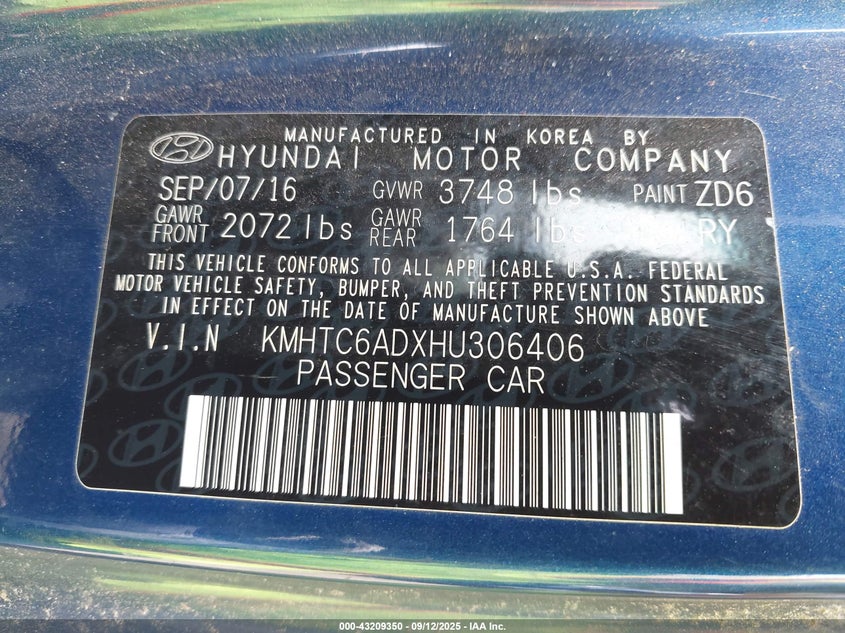 MANUFACTURED IN KOREA BY
HYUNDAI MOTOR COMPANY
SEP/07/16 GVWR 3748 lbs PAINT ZD6
GAWR FRONT 2072 lbs GAWR REAR 1764 lbs RY
THIS VEHICLE CONFORMS TO ALL APPLICABLE U.S.A. FEDERAL
MOTOR VEHICLE SAFETY, BUMPER, AND THEFT PREVENTION STANDARDS
IN EFFECT ON THE DATE OF MANUFACTURE SHOWN ABOVE.
V.I.N KMHTC6ADXHU306406
PASSENGER CAR
000-43209350 - 09/12/2025 - IAA Inc.